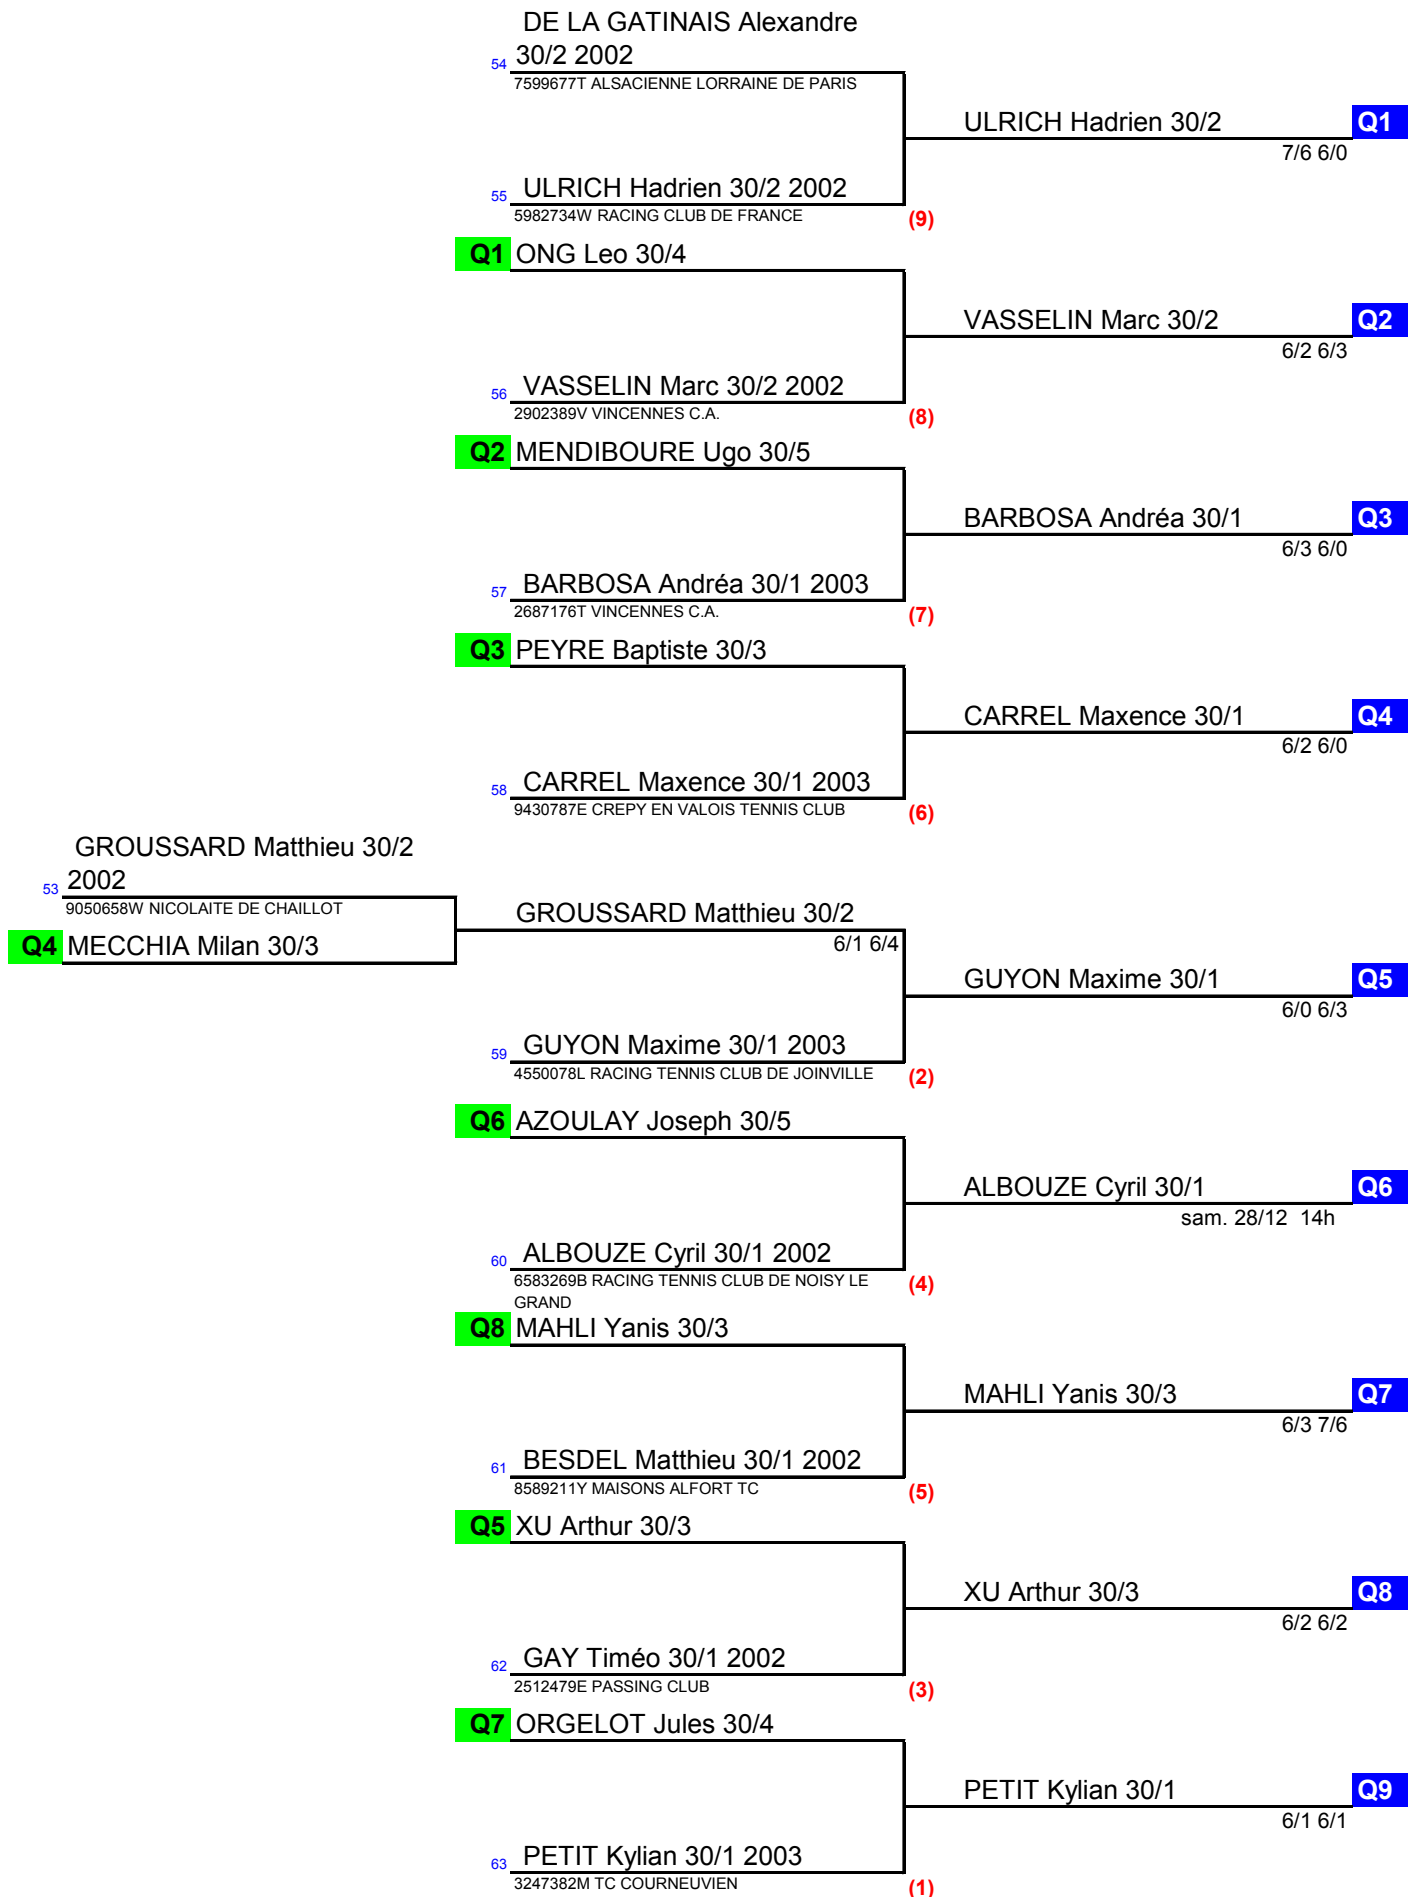 DE LA GATINAIS Alexandre
54 30/2 2002
7599677T ALSACIENNE LORRAINE DE PARIS
ULRICH Hadrien 30/2 Q1
7/6 6/0
55 ULRICH Hadrien 30/2 2002
5982734W RACING CLUB DE FRANCE (9)
Q1 ONG Leo 30/4
VASSELIN Marc 30/2 Q2
6/2 6/3
56 VASSELIN Marc 30/2 2002
2902389V VINCENNES C.A. (8)
Q2 MENDIBOURE Ugo 30/5
BARBOSA Andréa 30/1 Q3
6/3 6/0
57 BARBOSA Andréa 30/1 2003
2687176T VINCENNES C.A. (7)
Q3 PEYRE Baptiste 30/3
CARREL Maxence 30/1 Q4
6/2 6/0
58 CARREL Maxence 30/1 2003
9430787E CREPY EN VALOIS TENNIS CLUB (6)
GROUSSARD Matthieu 30/2
53 2002
9050658W NICOLAITE DE CHAILLOT
GROUSSARD Matthieu 30/2
Q4 MECCHIA Milan 30/3
6/1 6/4
GUYON Maxime 30/1 Q5
6/0 6/3
59 GUYON Maxime 30/1 2003
4550078L RACING TENNIS CLUB DE JOINVILLE (2)
Q6 AZOULAY Joseph 30/5
ALBOUZE Cyril 30/1 Q6
sam. 28/12 14h
60 ALBOUZE Cyril 30/1 2002
6583269B RACING TENNIS CLUB DE NOISY LE (4)
GRAND
Q8 MAHLI Yanis 30/3
MAHLI Yanis 30/3 Q7
6/3 7/6
61 BESDEL Matthieu 30/1 2002
8589211Y MAISONS ALFORT TC (5)
Q5 XU Arthur 30/3
XU Arthur 30/3 Q8
6/2 6/2
62 GAY Timéo 30/1 2002
2512479E PASSING CLUB (3)
Q7 ORGELOT Jules 30/4
PETIT Kylian 30/1 Q9
6/1 6/1
63 PETIT Kylian 30/1 2003
3247382M TC COURNEUVIEN (1)